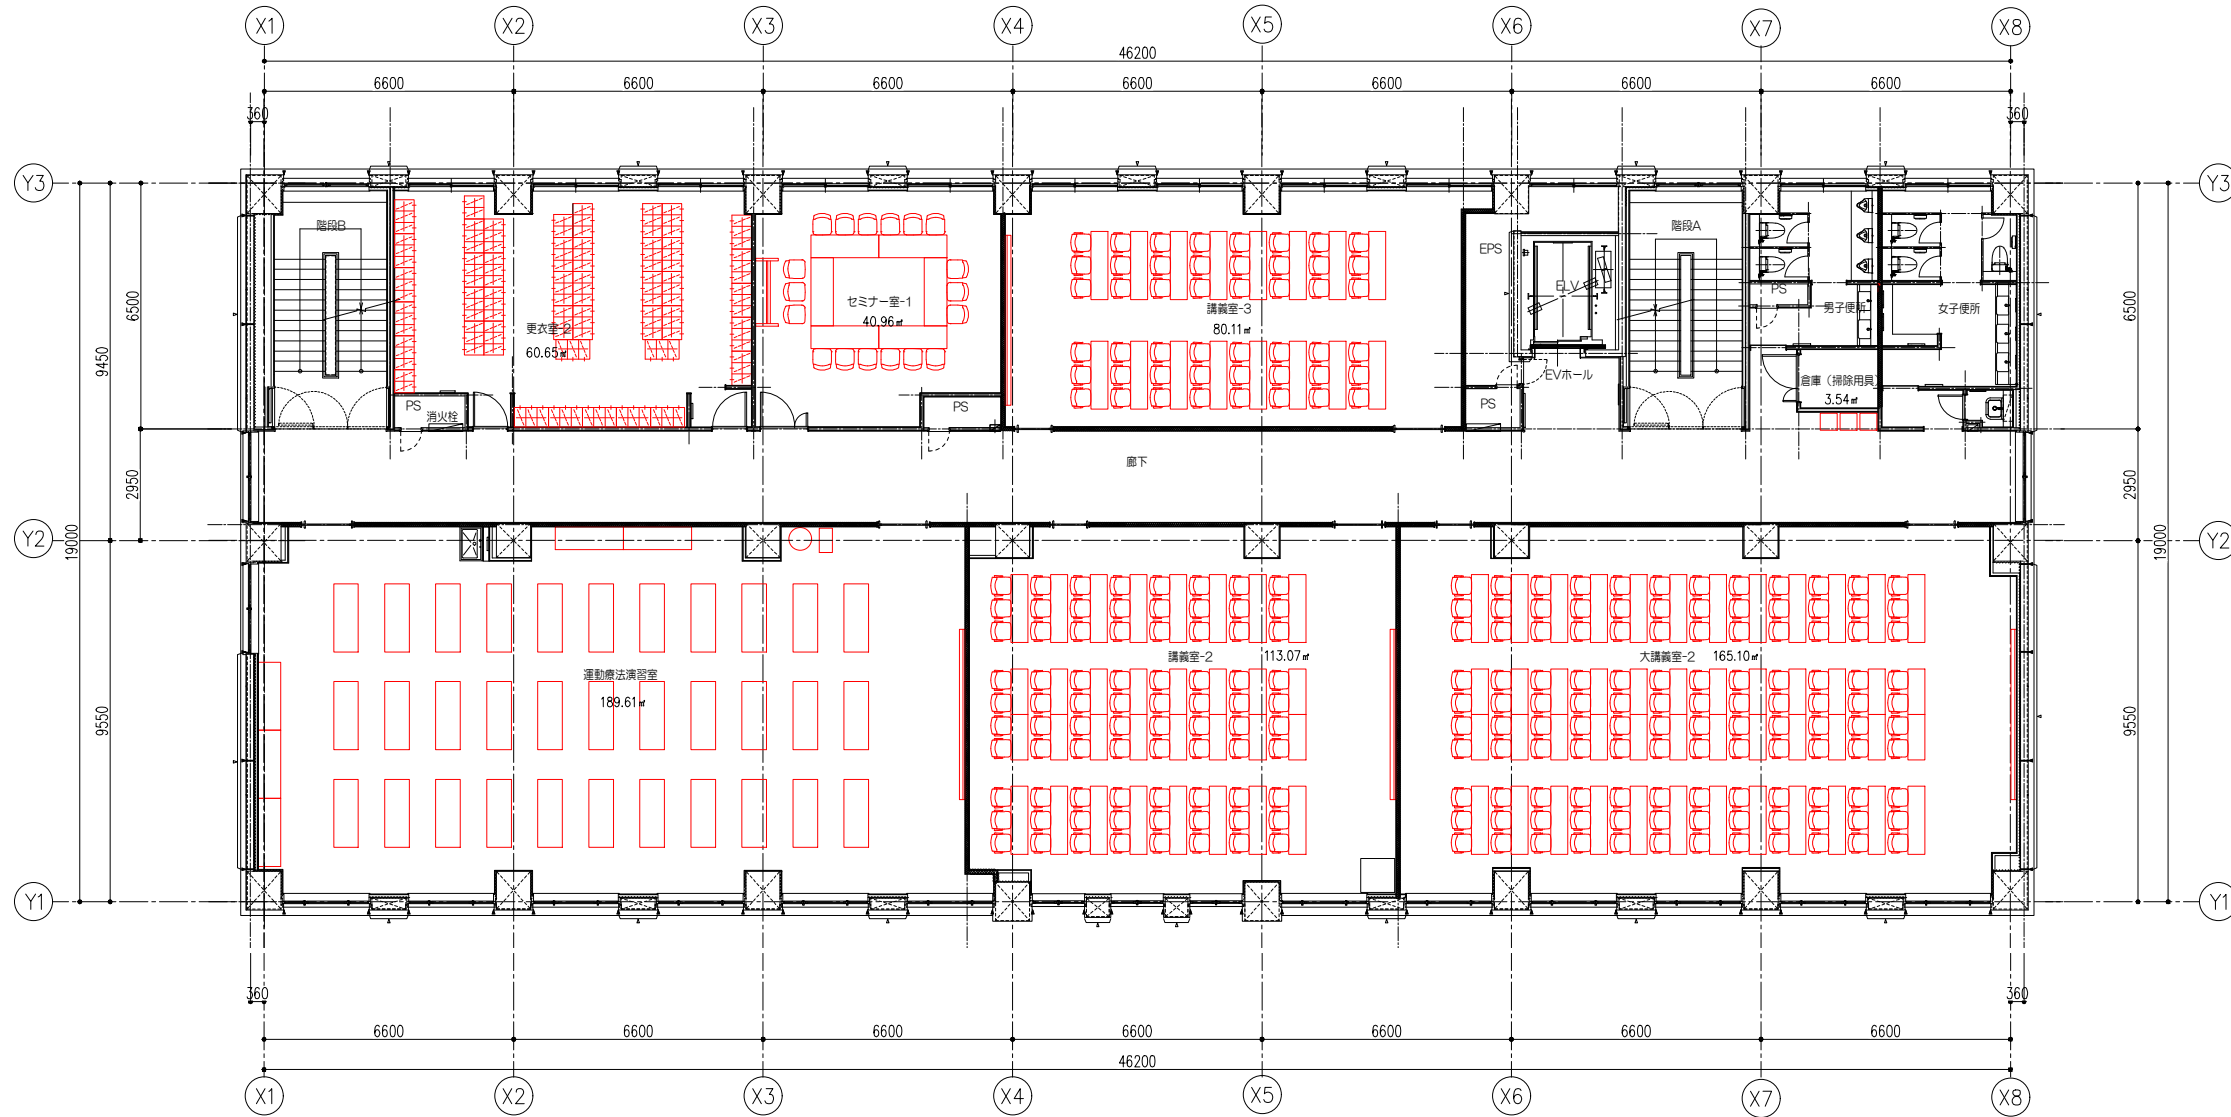 X1 X2 X3 X4 X5 X6 X7 X8
46200
6600 6600 6600 6600 6600 6600 6600
360 360
Y3 Y3
階段B
更衣室-2
60.65㎡
セミナー室-1
40.96㎡
講義室-3
80.11㎡
EPS
ELV
EVホール
階段A
PS
男子便所
女子便所
倉庫（掃除用具）
3.54㎡
PS
消火栓
PS
PS
6500 6500
9450
2950 2950
廊下
Y2 Y2
19000 19000
運動療法演習室
189.61㎡
講義室-2 113.07㎡
大講義室-2 165.10㎡
9550 9550
Y1 Y1
360 360
6600 6600 6600 6600 6600 6600 6600
46200
X1 X2 X3 X4 X5 X6 X7 X8